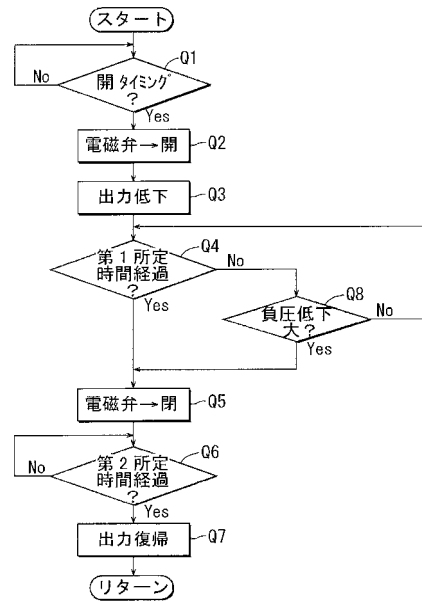 スタート
Q1
開タイミング
?
No
Yes
電磁弁→開
Q2
出力低下
Q3
Q4
第1所定
時間経過
?
No
Yes
Q8
負圧低下
大?
No
Yes
電磁弁→閉
Q5
Q6
第2所定
時間経過
?
No
Yes
出力復帰
Q7
リターン